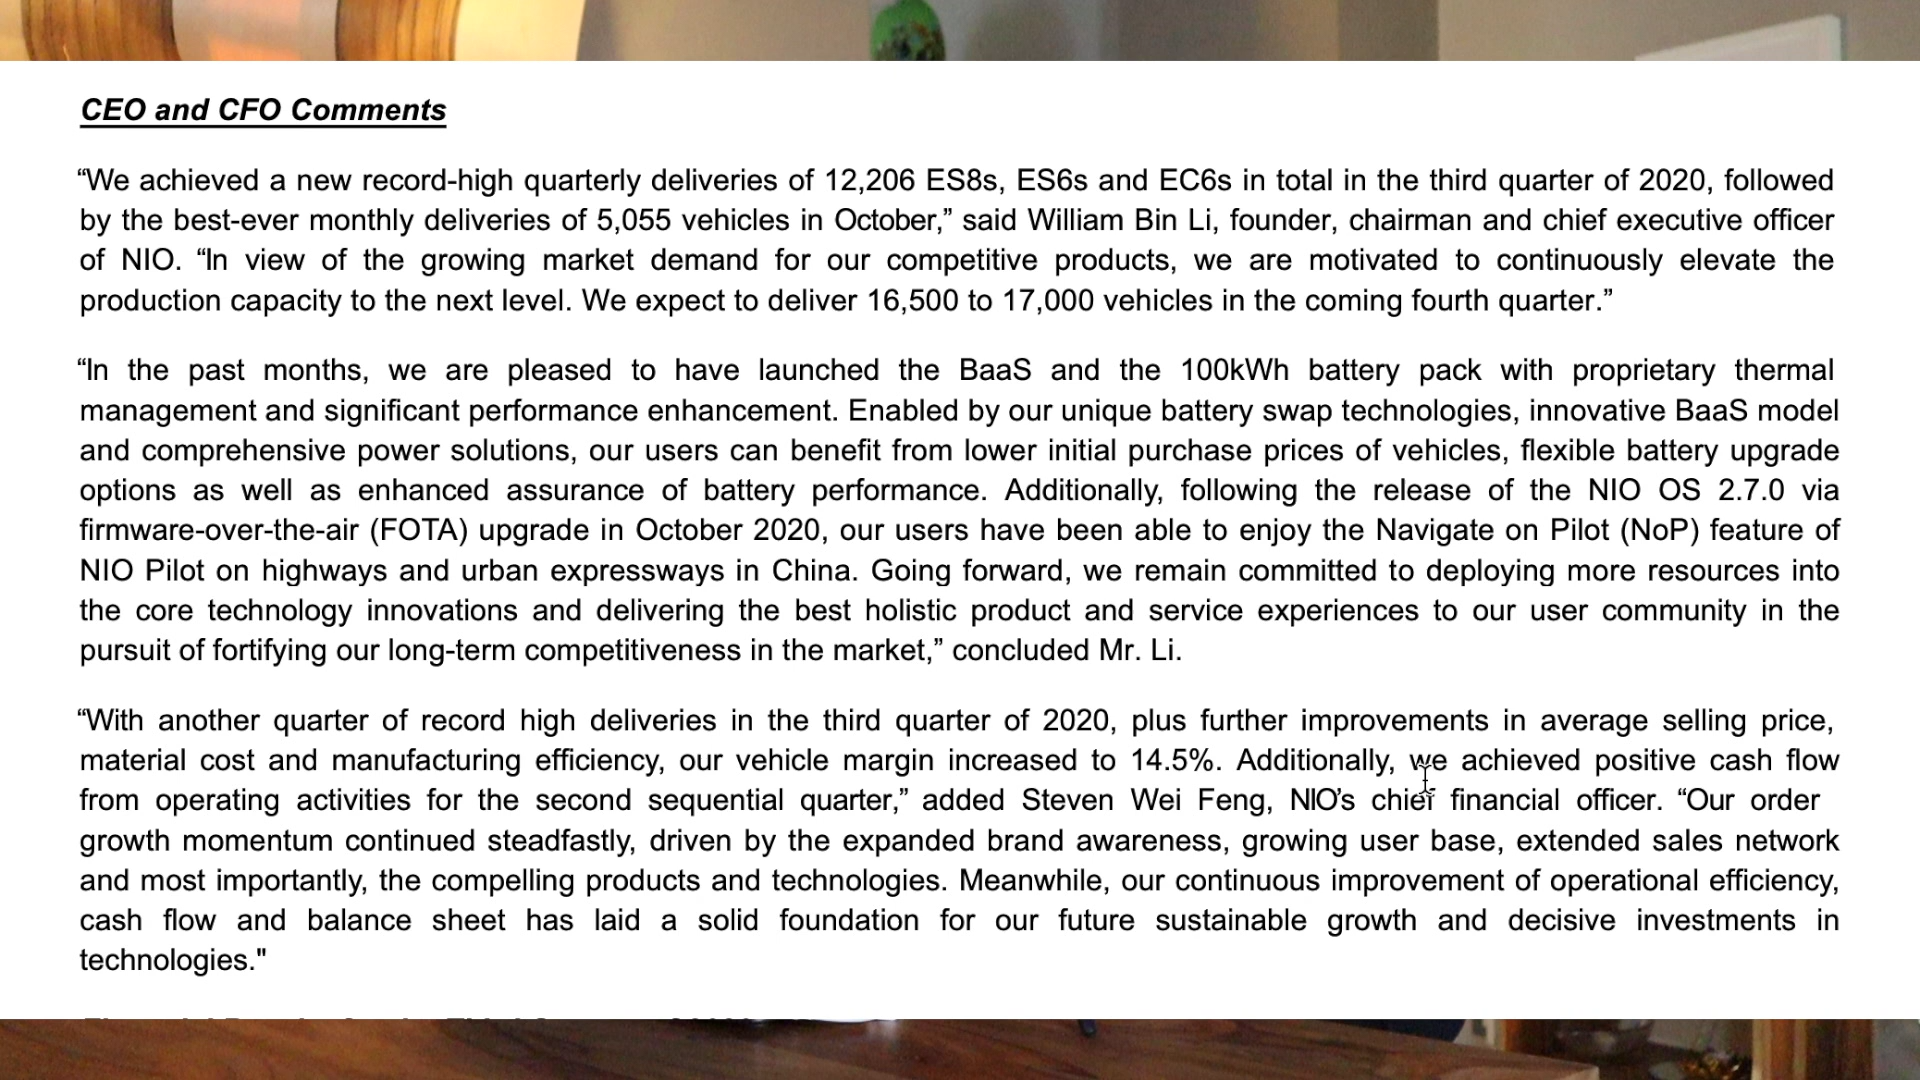 CEO and CFO Comments
“We achieved a new record-high quarterly deliveries of 12,206 ES8s, ES6s and EC6s in total in the third quarter of 2020, followed
by the best-ever monthly deliveries of 5,055 vehicles in October,” said William Bin Li, founder, chairman and chief executive officer
of NIO. “In view of the growing market demand for our competitive products, we are motivated to continuously elevate the
production capacity to the next level. We expect to deliver 16,500 to 17,000 vehicles in the coming fourth quarter.”
“In the past months, we are pleased to have launched the BaaS and the 100kWh battery pack with proprietary thermal
management and significant performance enhancement. Enabled by our unique battery swap technologies, innovative BaaS model
and comprehensive power solutions, our users can benefit from lower initial purchase prices of vehicles, flexible battery upgrade
options as well as enhanced assurance of battery performance. Additionally, following the release of the NIO OS 2.7.0 via
firmware-over-the-air (FOTA) upgrade in October 2020, our users have been able to enjoy the Navigate on Pilot (NoP) feature of
NIO Pilot on highways and urban expressways in China. Going forward, we remain committed to deploying more resources into
the core technology innovations and delivering the best holistic product and service experiences to our user community in the
pursuit of fortifying our long-term competitiveness in the market,” concluded Mr. Li.
“With another quarter of record high deliveries in the third quarter of 2020, plus further improvements in average selling price,
material cost and manufacturing efficiency, our vehicle margin increased to 14.5%. Additionally, we achieved positive cash flow
from operating activities for the second sequential quarter,” added Steven Wei Feng, NIO’s chief financial officer. “Our order
growth momentum continued steadfastly, driven by the expanded brand awareness, growing user base, extended sales network
and most importantly, the compelling products and technologies. Meanwhile, our continuous improvement of operational efficiency,
cash flow and balance sheet has laid a solid foundation for our future sustainable growth and decisive investments in
technologies."